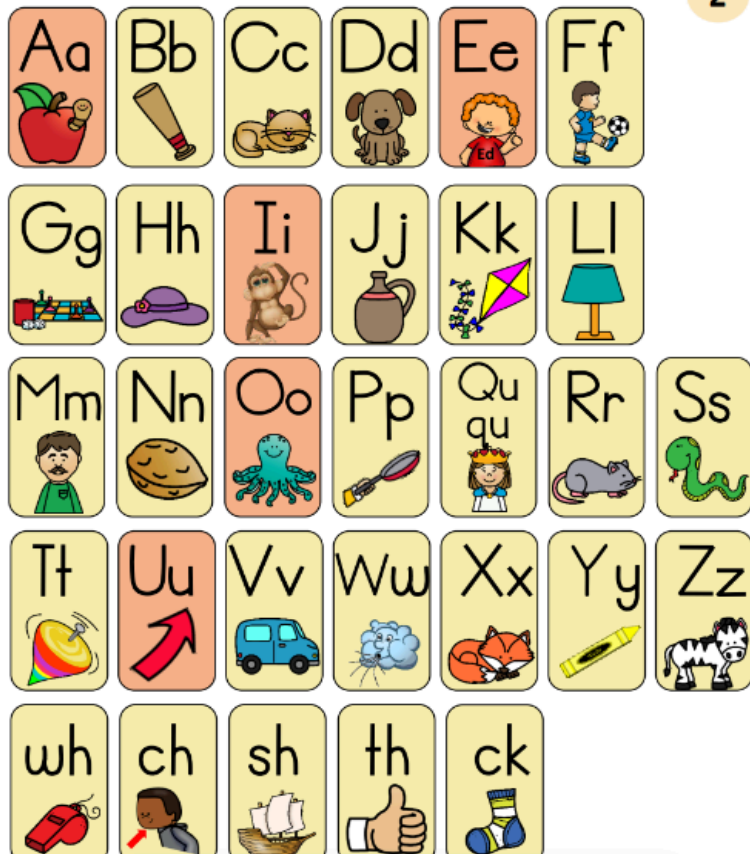 2
Aa Bb Cc Dd Ee Ff
Ed
Gg Hh Ii Jj Kk Ll
Mm Nn Oo Pp Qu Rr Ss
qu
Tt Uu Vv Ww Xx Yy Zz
wh ch sh th ck